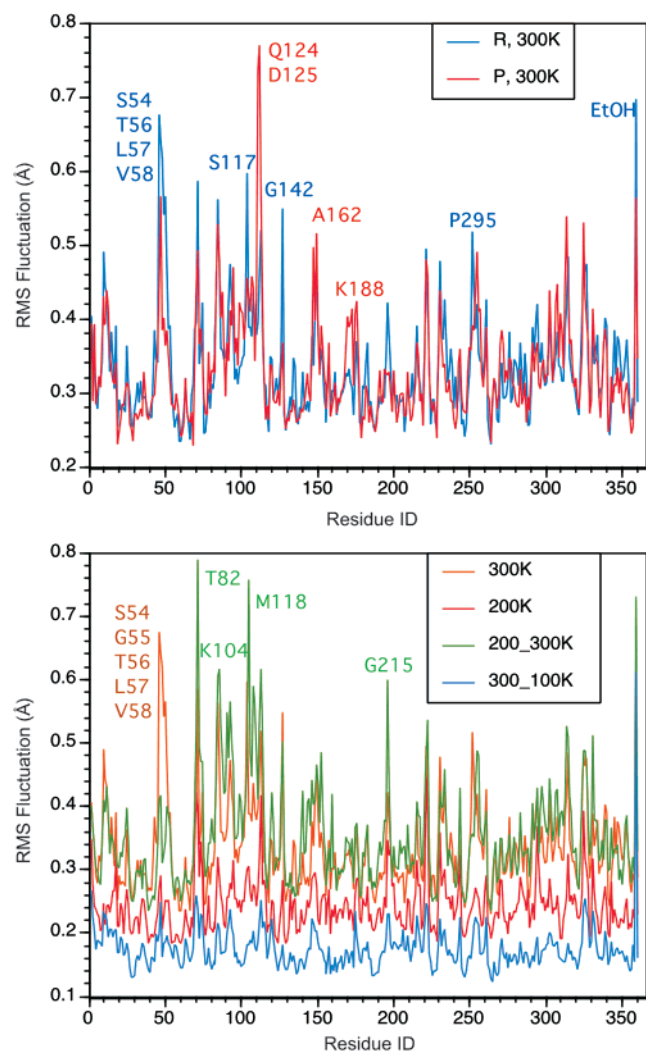 0.8
0.7
0.6
0.5
0.4
0.3
0.2
RMS Fluctuation (Å)
R, 300K
P, 300K
Q124
D125
S54
T56
L57
V58
S117
G142
A162
K188
P295
EtOH
0
50
100
150
200
250
300
350
Residue ID
0.8
0.7
0.6
0.5
0.4
0.3
0.2
0.1
RMS Fluctuation (Å)
300K
200K
200_300K
300_100K
T82
M118
S54
G55
T56
L57
V58
K104
G215
0
50
100
150
200
250
300
350
Residue ID